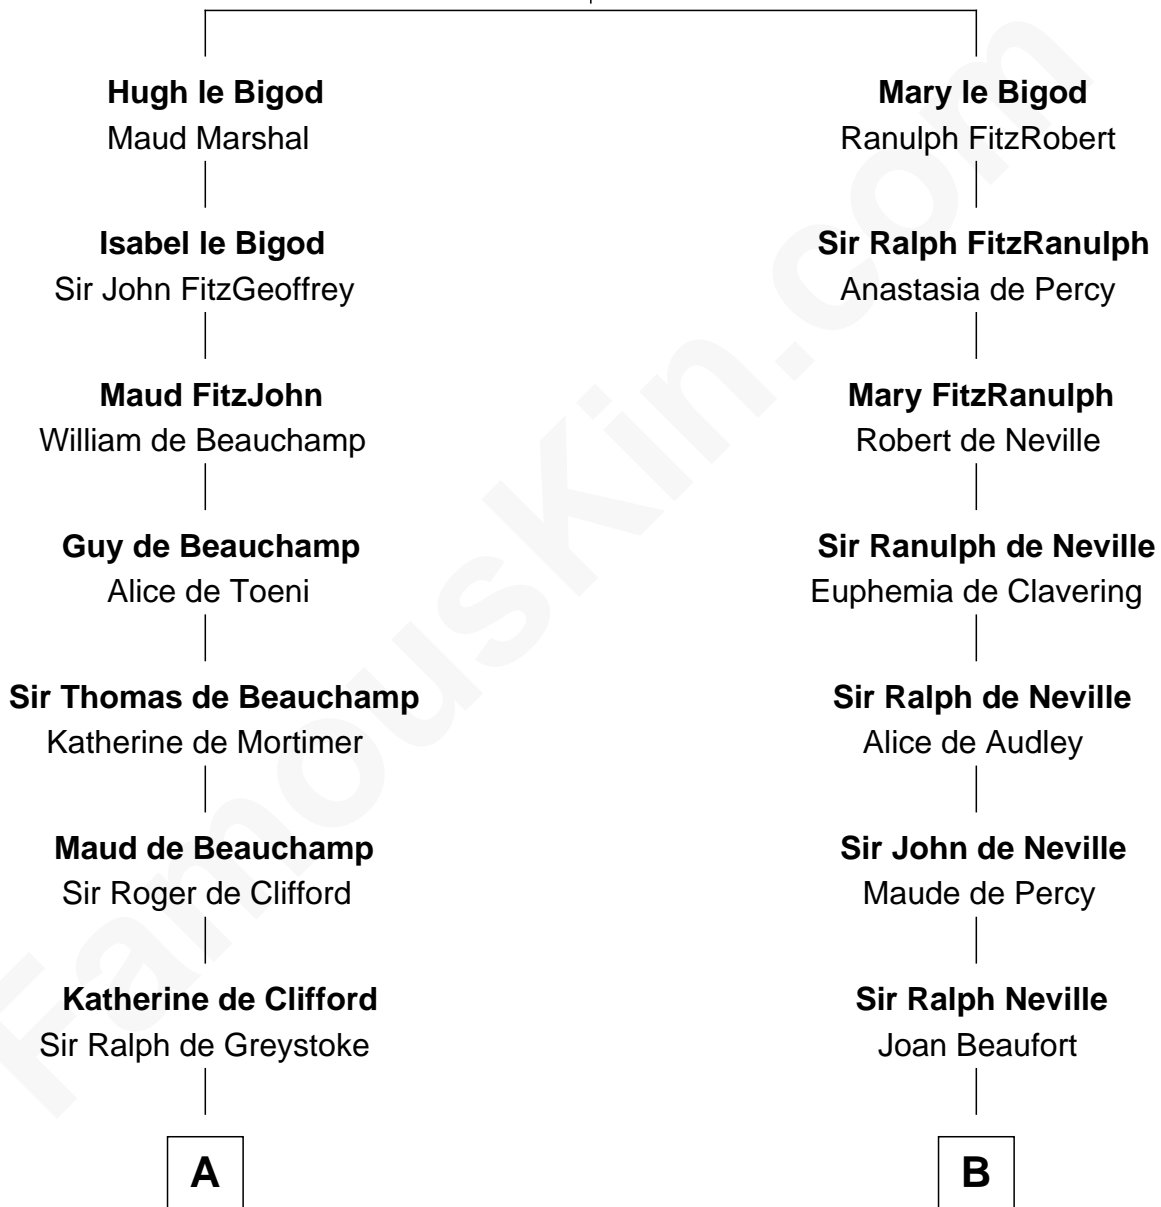 Hugh le Bigod
Maud Marshal
Isabel le Bigod
Sir John FitzGeoffrey
Maud FitzJohn
William de Beauchamp
Guy de Beauchamp
Alice de Toeni
Sir Thomas de Beauchamp
Katherine de Mortimer
Maud de Beauchamp
Sir Roger de Clifford
Katherine de Clifford
Sir Ralph de Greystoke
A
Mary le Bigod
Ranulph FitzRobert
Sir Ralph FitzRanulph
Anastasia de Percy
Mary FitzRanulph
Robert de Neville
Sir Ranulph de Neville
Euphemia de Clavering
Sir Ralph de Neville
Alice de Audley
Sir John de Neville
Maude de Percy
Sir Ralph Neville
Joan Beaufort
B
FamousKin.com